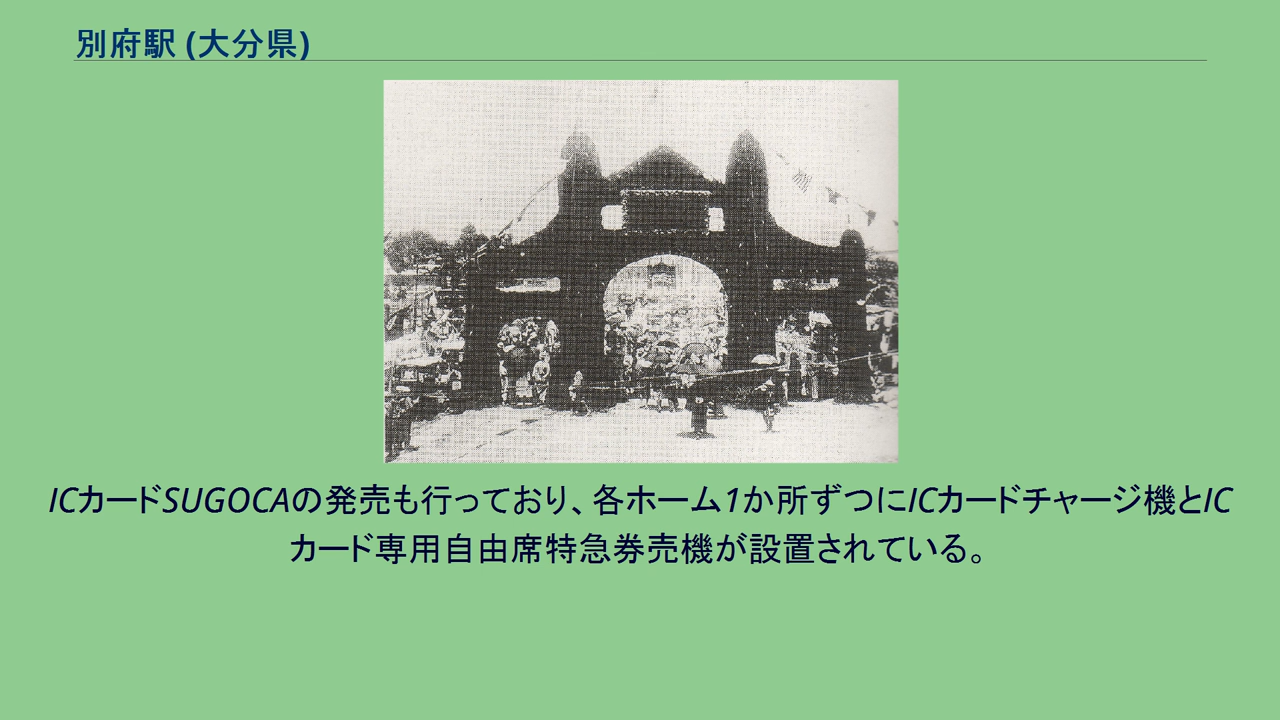 別府駅 (大分県)
ICカードSUGOCAの発売も行っており、各ホーム1か所ずつにICカードチャージ機とIC
カード専用自由席特急券売機が設置されている。